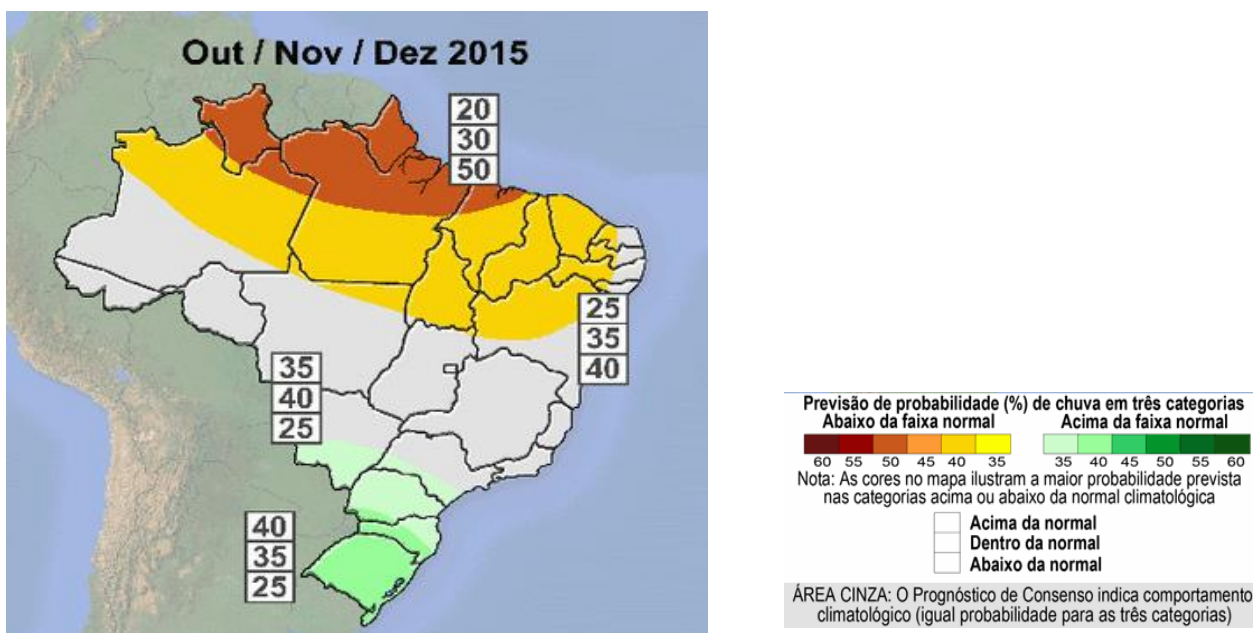 Out / Nov / Dez 2015
20
30
50
25
35
40
35
40
25
40
35
25
Previsão de probabilidade (%) de chuva em três categorias
Abaixo da faixa normal Acima da faixa normal
60 55 50 45 40 35 35 40 45 50 55 60
Nota: As cores no mapa ilustram a maior probabilidade prevista
nas categorias acima ou abaixo da normal climatológica
Acima da normal
Dentro da normal
Abaixo da normal
ÁREA CINZA: O Prognóstico de Consenso indica comportamento
climatológico (igual probabilidade para as três categorias)